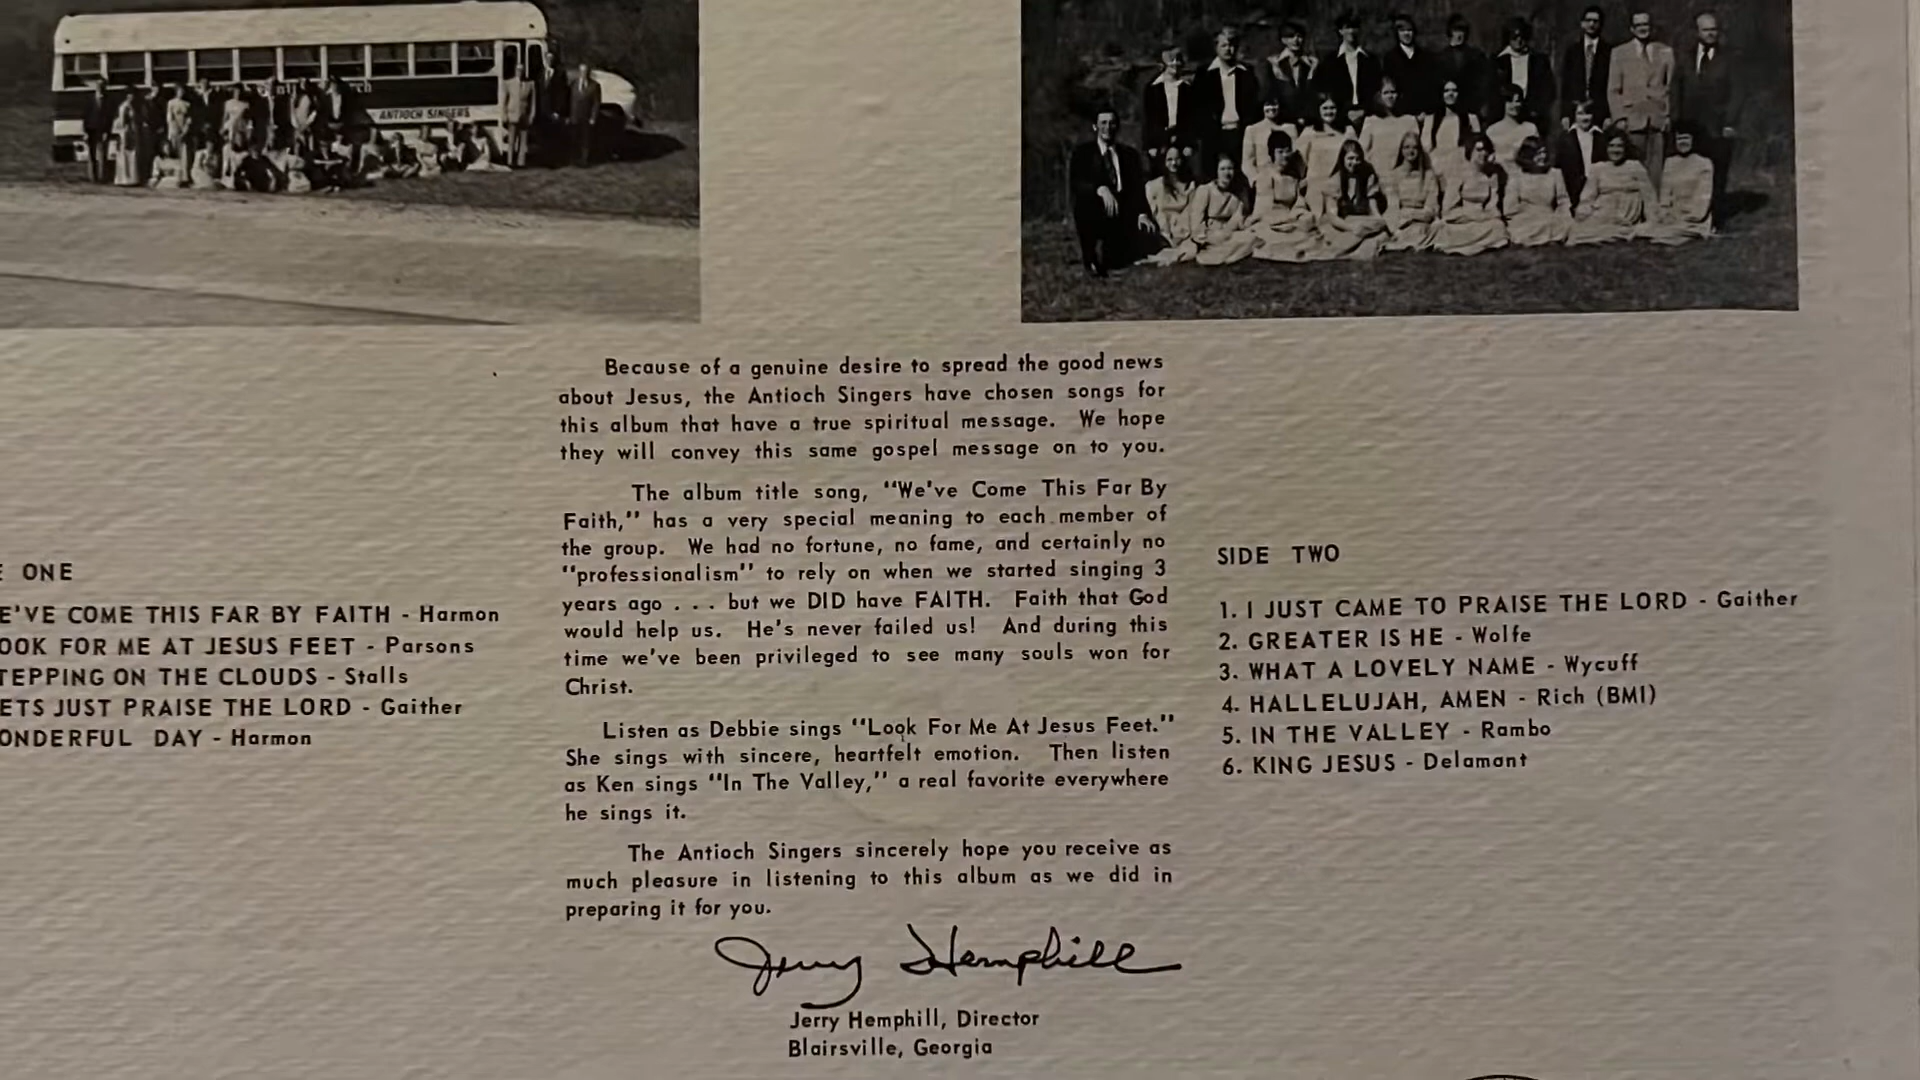 ANTIOCH SINGERS
Because of a genuine desire to spread the good news
about Jesus, the Antioch Singers have chosen songs for
this album that have a true spiritual message. We hope
they will convey this same gospel message on to you.
The album title song, "We've Come This Far By
Faith," has a very special meaning to each member of
the group. We had no fortune, no fame, and certainly no
"professionalism" to rely on when we started singing 3
years ago . . . but we DID have FAITH. Faith that God
would help us. He's never failed us! And during this
time we've been privileged to see many souls won for
Christ.
Listen as Debbie sings "Look For Me At Jesus Feet."
She sings with sincere, heartfelt emotion. Then listen
as Ken sings "In The Valley," a real favorite everywhere
he sings it.
The Antioch Singers sincerely hope you receive as
much pleasure in listening to this album as we did in
preparing it for you.
Jerry Hemphill
Jerry Hemphill, Director
Blairsville, Georgia
E ONE
E'VE COME THIS FAR BY FAITH - Harmon
OOK FOR ME AT JESUS FEET - Parsons
TEPPING ON THE CLOUDS - Stalls
ETS JUST PRAISE THE LORD - Gaither
ONDERFUL DAY - Harmon
SIDE TWO
1. I JUST CAME TO PRAISE THE LORD - Gaither
2. GREATER IS HE - Wolfe
3. WHAT A LOVELY NAME - Wycuff
4. HALLELUJAH, AMEN - Rich (BMI)
5. IN THE VALLEY - Rambo
6. KING JESUS - Delamant